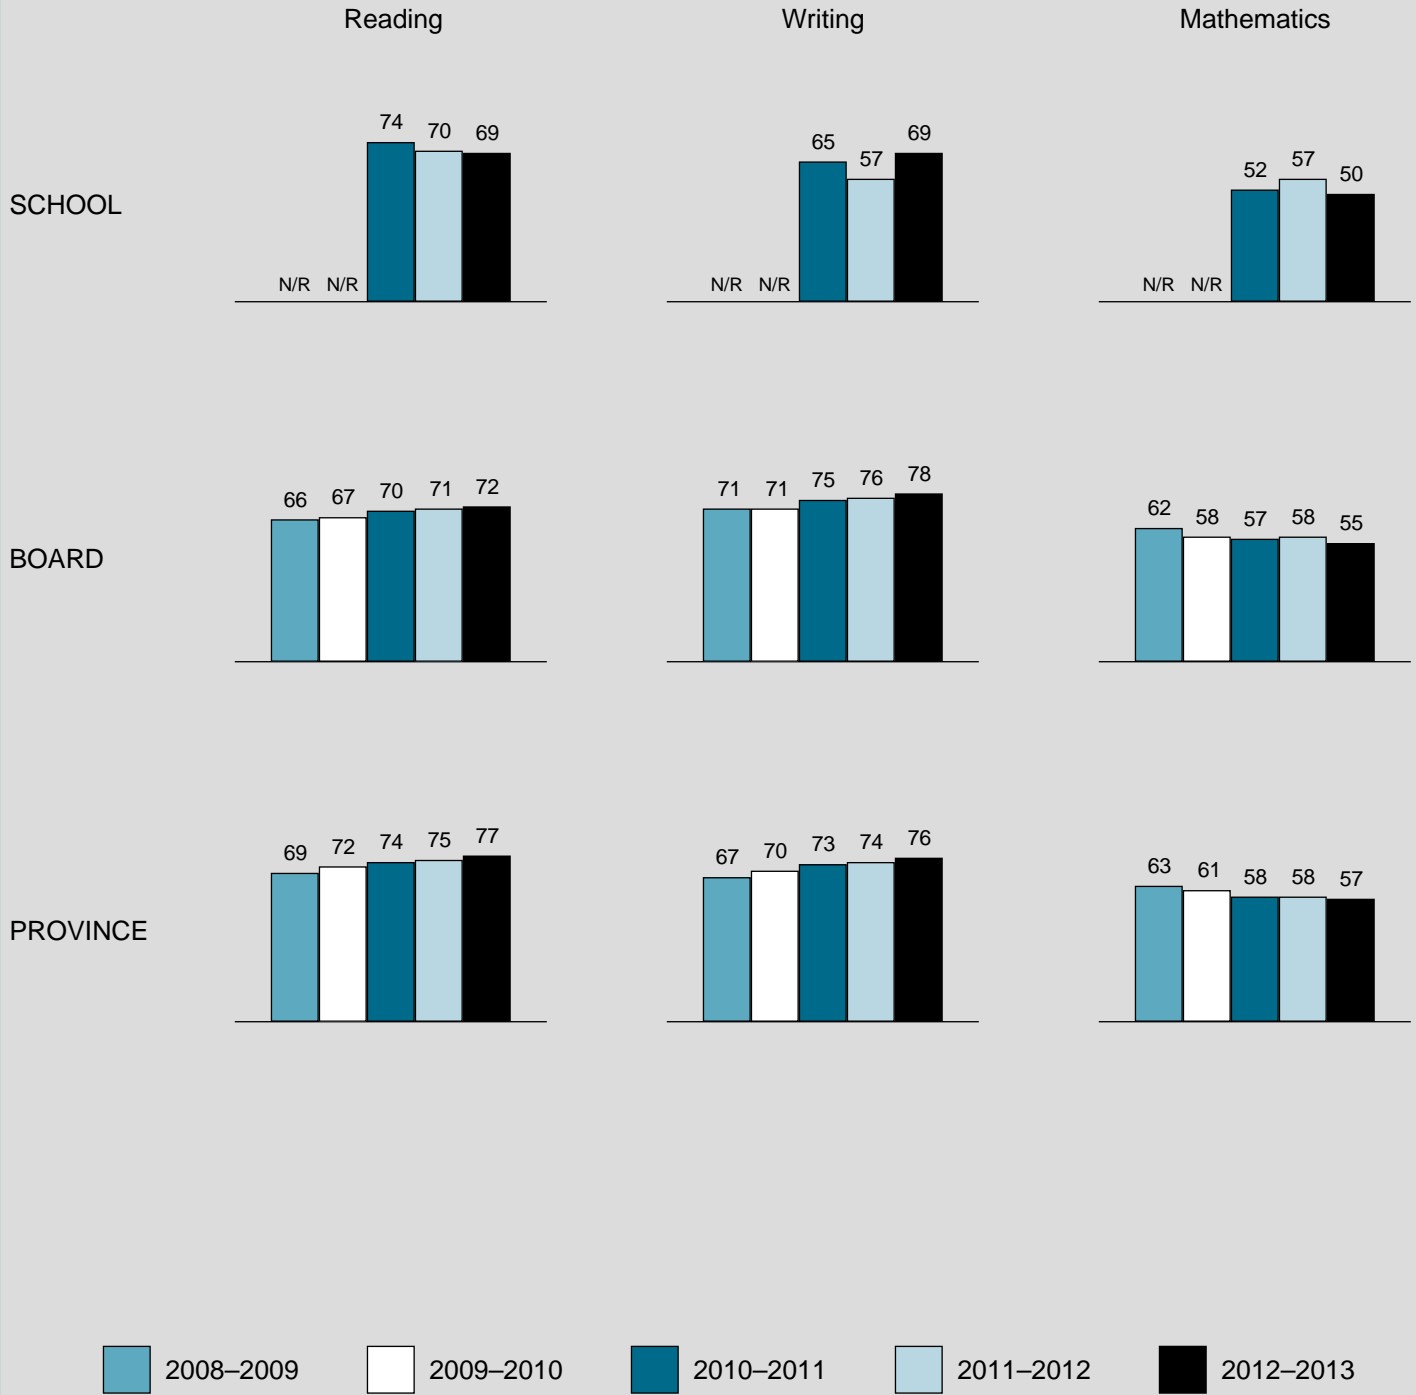 Reading Writing Mathematics
SCHOOL
74 70 69
N/R N/R
65 57 69
N/R N/R
52 57 50
N/R N/R
BOARD
66 67 70 71 72
71 71 75 76 78
62 58 57 58 55
PROVINCE
69 72 74 75 77
67 70 73 74 76
63 61 58 58 57
2008–2009 2009–2010 2010–2011 2011–2012 2012–2013